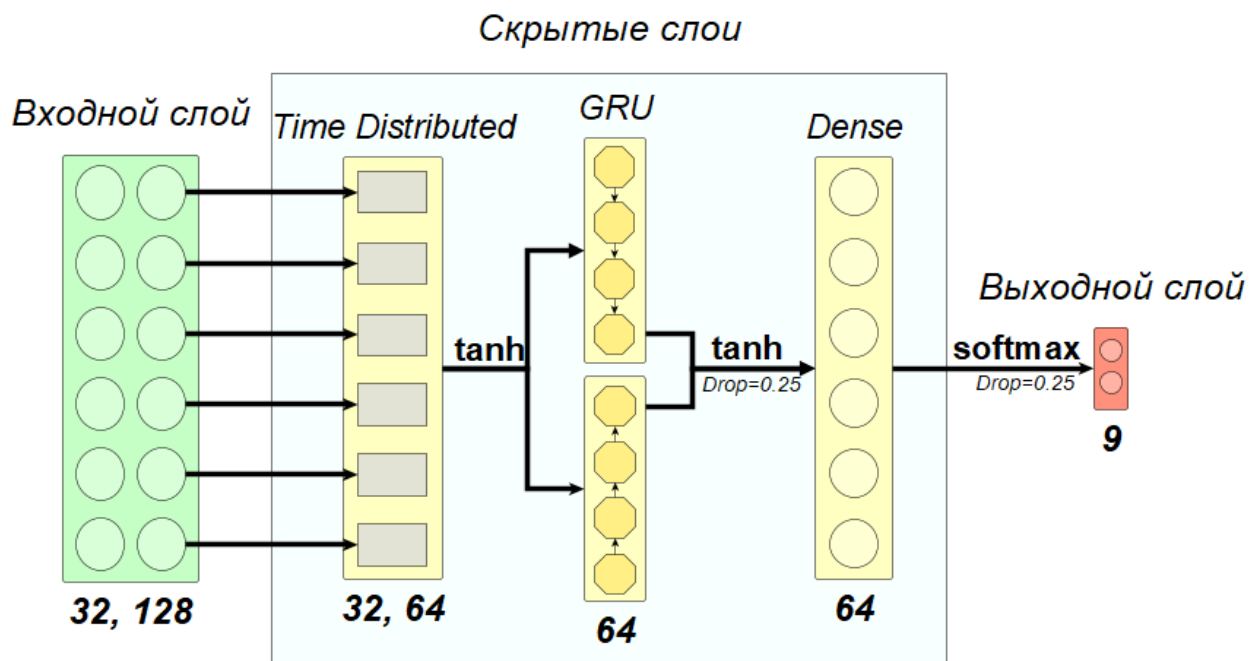 Скрытые слои
Входной слой
Time Distributed
GRU
Dense
Выходной слой
tanh
tanh
Drop=0.25
softmax
Drop=0.25
32, 128
32, 64
64
64
9